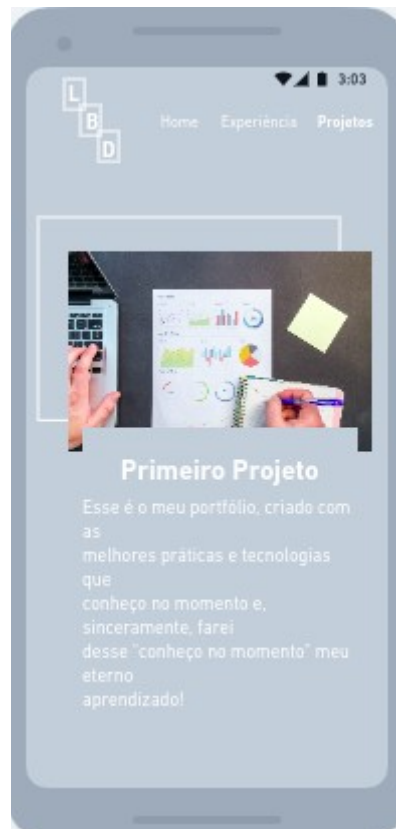 3:03
L
B
D
Home Experiência Projetos
Primeiro Projeto
Esse é o meu portfólio, criado com
as
melhores práticas e tecnologias
que
conheço no momento e,
sinceramente, farei
desse "conheço no momento" meu
eterno
aprendizado!